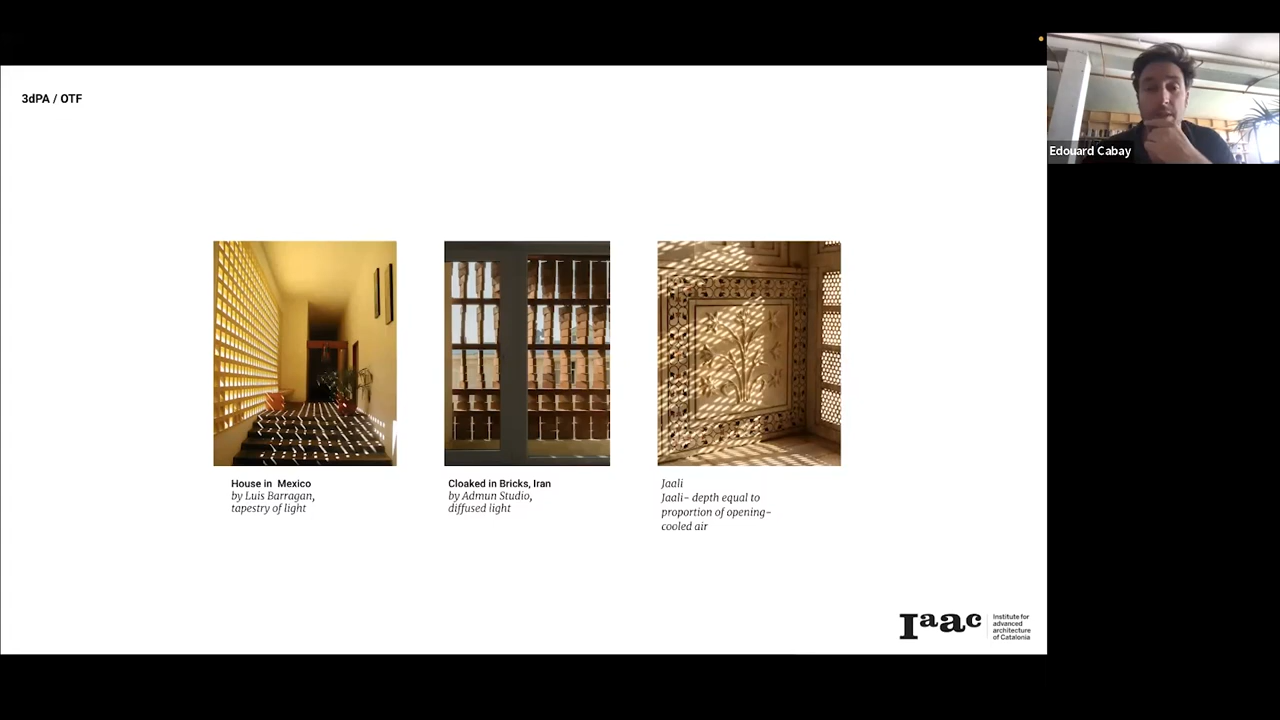 3dPA / OTF
Edouard Cabay
House in Mexico
by Luis Barragan,
tapestry of light
Cloaked in Bricks, Iran
by Admun Studio,
diffused light
Jaali
Jaali- depth equal to
proportion of opening-
cooled air
Iaac
Institute for
advanced
architecture
of Catalonia